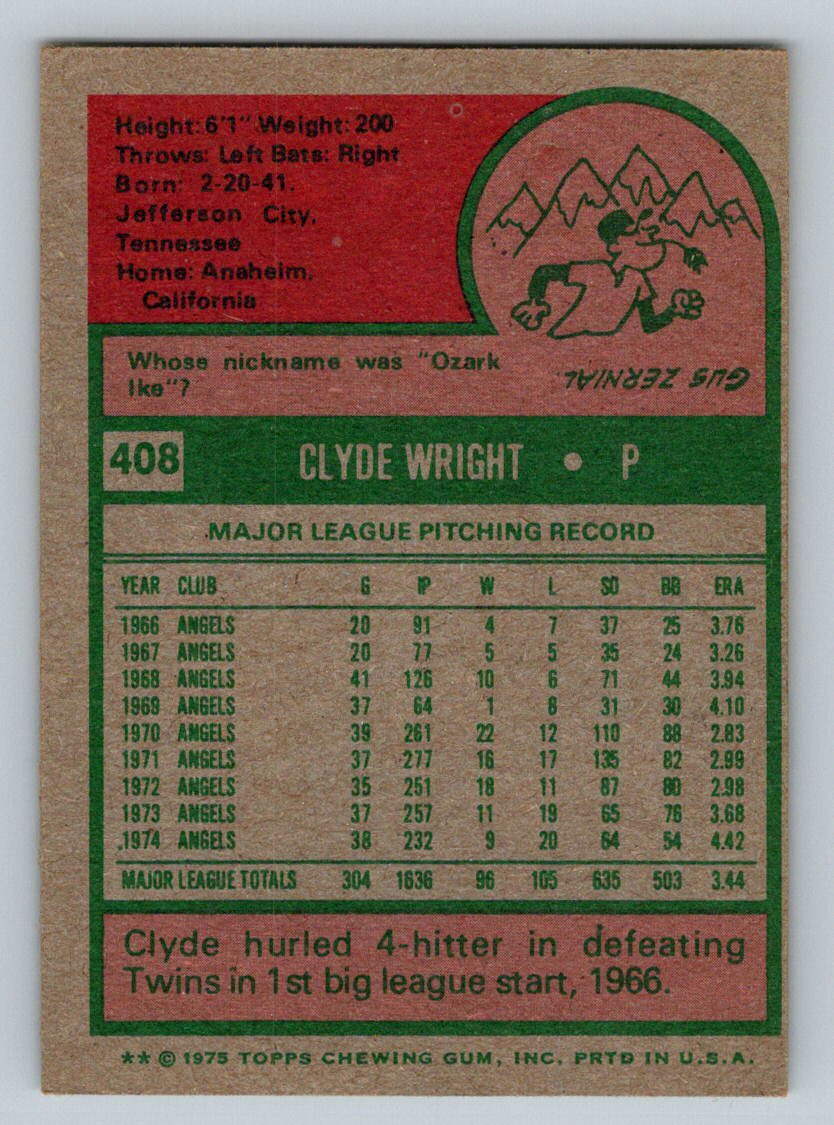 Height: 6'1" Weight: 200
Throws: Left Bats: Right
Born: 2-20-41.
Jefferson City,
Tennessee
Home: Anaheim,
California
Whose nickname was "Ozark
Ike"?
GUS ZERNIAL.
408 CLYDE WRIGHT • P
MAJOR LEAGUE PITCHING RECORD
YEAR CLUB G IP W L SO BB ERA
1966 ANGELS 20 91 4 7 37 25 3.76
1967 ANGELS 20 77 5 5 35 24 3.26
1968 ANGELS 41 126 10 6 71 44 3.94
1969 ANGELS 37 64 1 8 31 30 4.10
1970 ANGELS 39 261 22 12 110 88 2.83
1971 ANGELS 37 277 16 17 135 82 2.99
1972 ANGELS 35 251 18 11 87 80 2.98
1973 ANGELS 37 257 11 19 65 76 3.68
1974 ANGELS 38 232 9 20 64 54 4.42
MAJOR LEAGUE TOTALS 304 1636 96 105 635 503 3.44
Clyde hurled 4-hitter in defeating
Twins in 1st big league start, 1966.
** © 1975 TOPPS CHEWING GUM, INC. PRTD IN U.S.A.